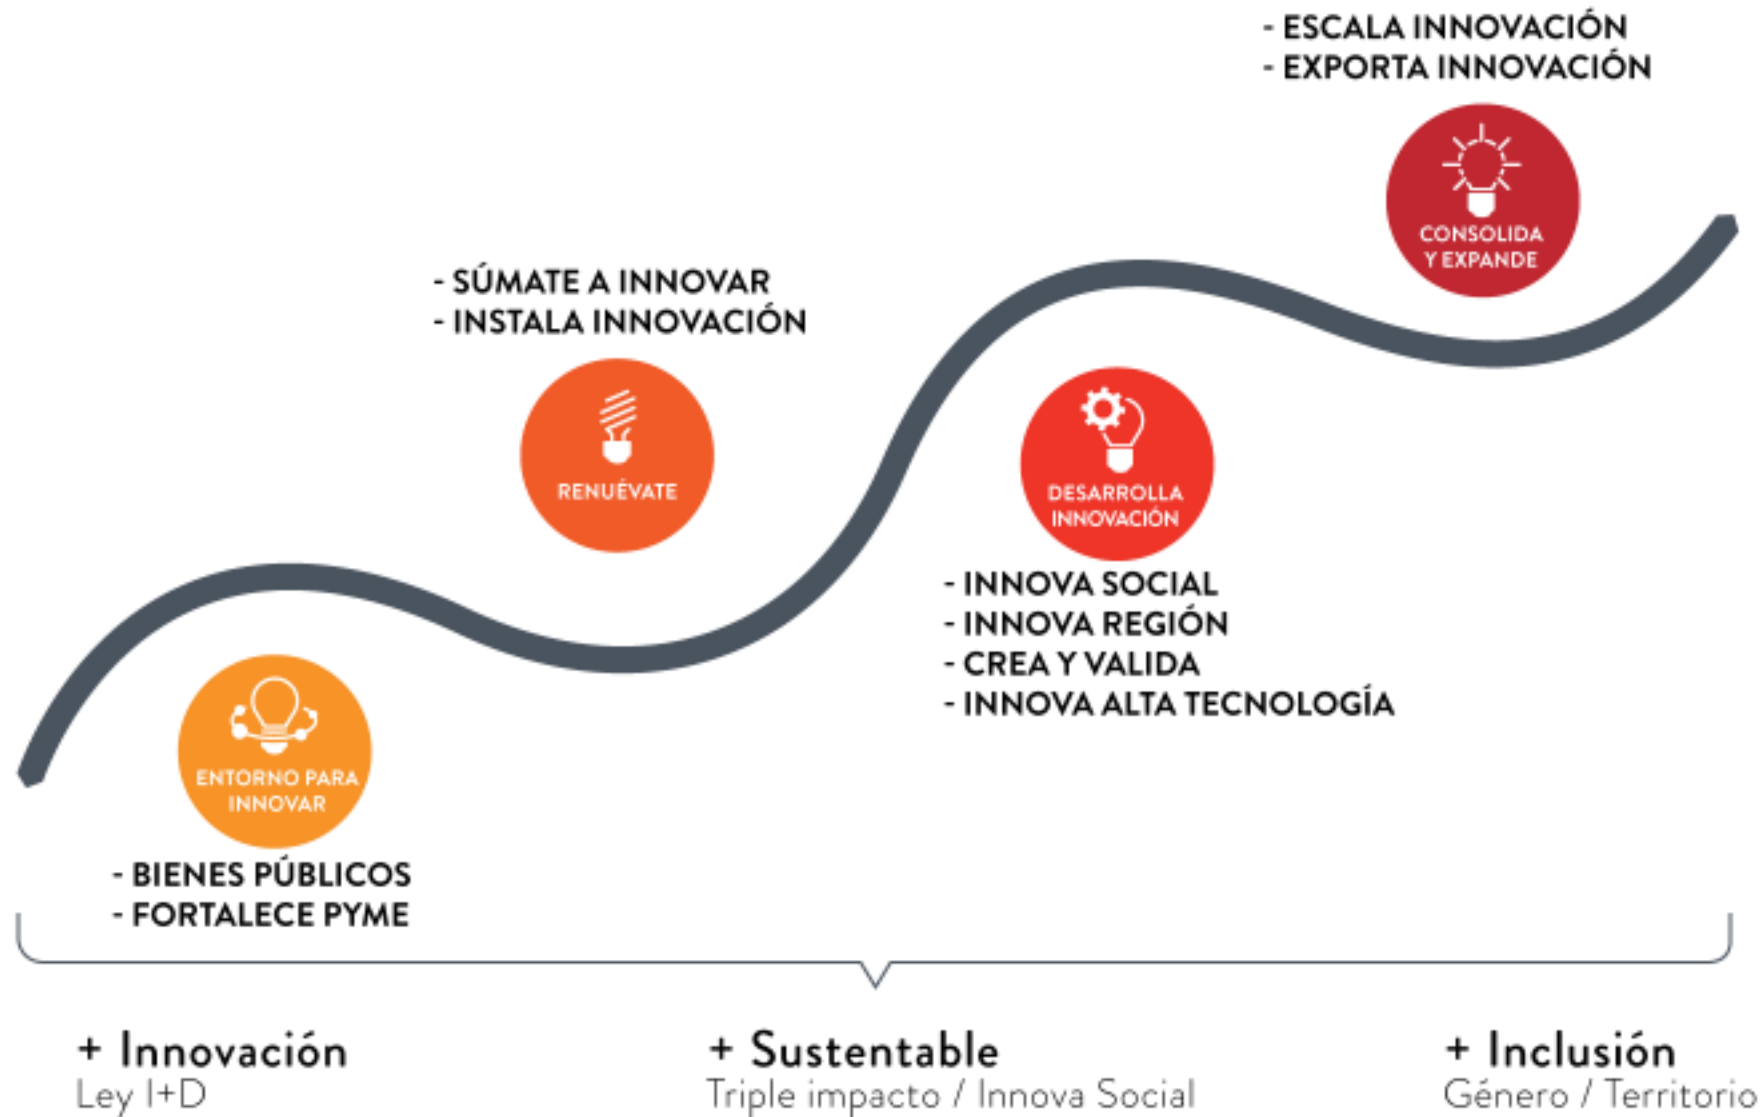 - ESCALA INNOVACIÓN
- EXPORTA INNOVACIÓN
CONSOLIDA
Y EXPANDE
- SÚMATE A INNOVAR
- INSTALA INNOVACIÓN
RENUÉVATE
DESARROLLA
INNOVACIÓN
- INNOVA SOCIAL
- INNOVA REGIÓN
- CREA Y VALIDA
- INNOVA ALTA TECNOLOGÍA
ENTORNO PARA
INNOVAR
- BIENES PÚBLICOS
- FORTALECE PYME
+ Innovación
Ley I+D
+ Sustentable
Triple impacto / Innova Social
+ Inclusión
Género / Territorio